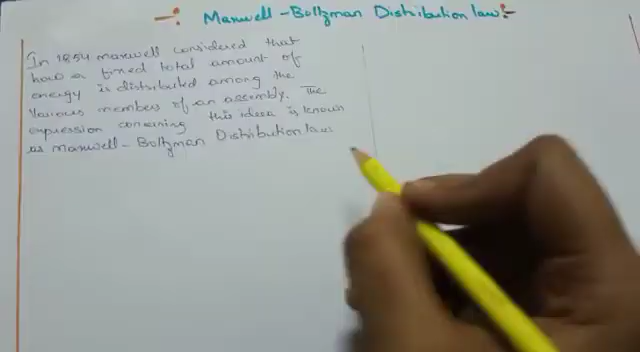 -: Maxwell - Boltzman Distribution law :-
In 1854 maxwell considered that
how a fixed total amount of
energy is distributed among the
Various members of an assembly. The
expression concerning this idea is known
as Maxwell - Boltzman Distribution law